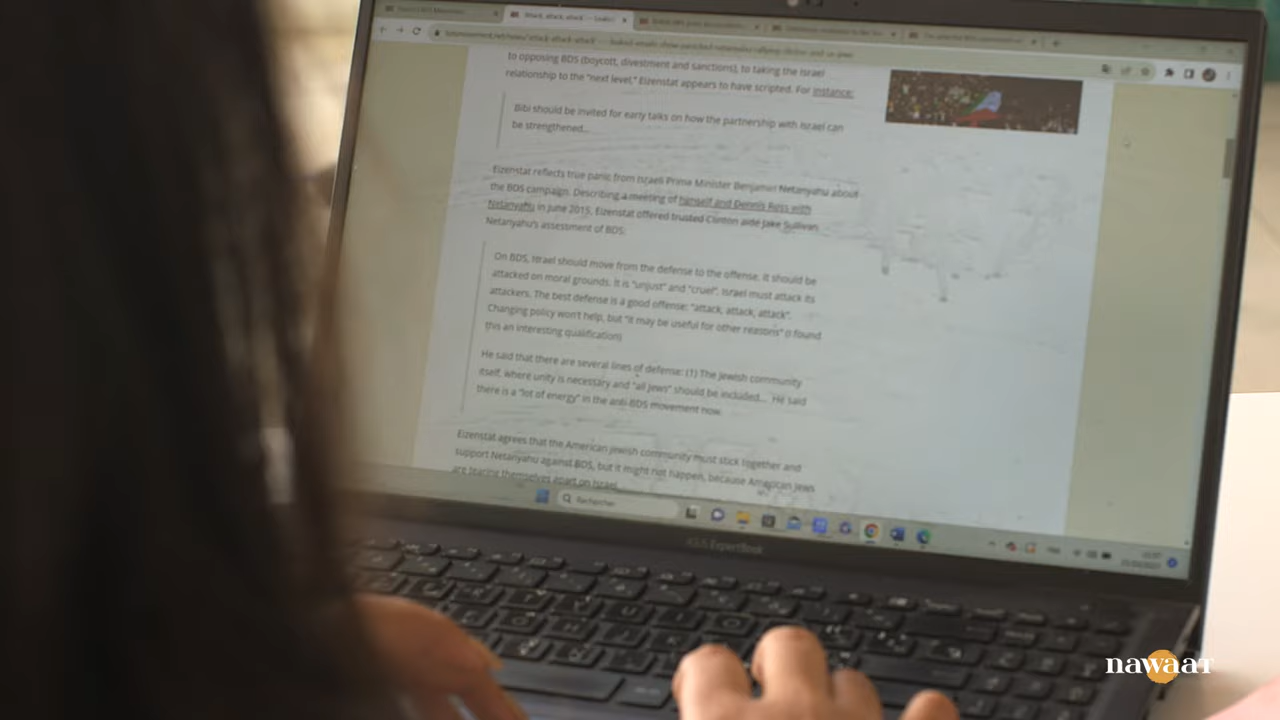 Attack, attack, attack
to opposing BDS (boycott, divestment and sanctions), to taking the Israel
relationship to the "next level," Eizenstat appears to have scripted. For instance:
Bibi should be invited for early talks on how the partnership with Israel can
be strengthened...
Eizenstat reflects true panic from Israeli Prime Minister Benjamin Netanyahu about
the BDS campaign. Describing a meeting of himself and Dennis Ross with
Netanyahu in June 2015, Eizenstat offered trusted Clinton aide Jake Sullivan
Netanyahu's assessment of BDS:
On BDS, Israel should move from the defense to the offense. It should be
attacked on moral grounds. It is "unjust" and "cruel". Israel must attack its
attackers. The best defense is a good offense: "attack, attack, attack".
Changing policy won't help, but "it may be useful for other reasons" (I found
this an interesting qualification)
He said that there are several lines of defense: (1) The Jewish community
itself, where unity is necessary and "all Jews" should be included... He said
there is a "lot of energy" in the anti-BDS movement now.
Eizenstat agrees that the American Jewish community must stick together and
support Netanyahu against BDS, but it might not happen, because American Jews
are tearing themselves apart on Israel
Rechercher
ASUS ExpertBook
nawaat